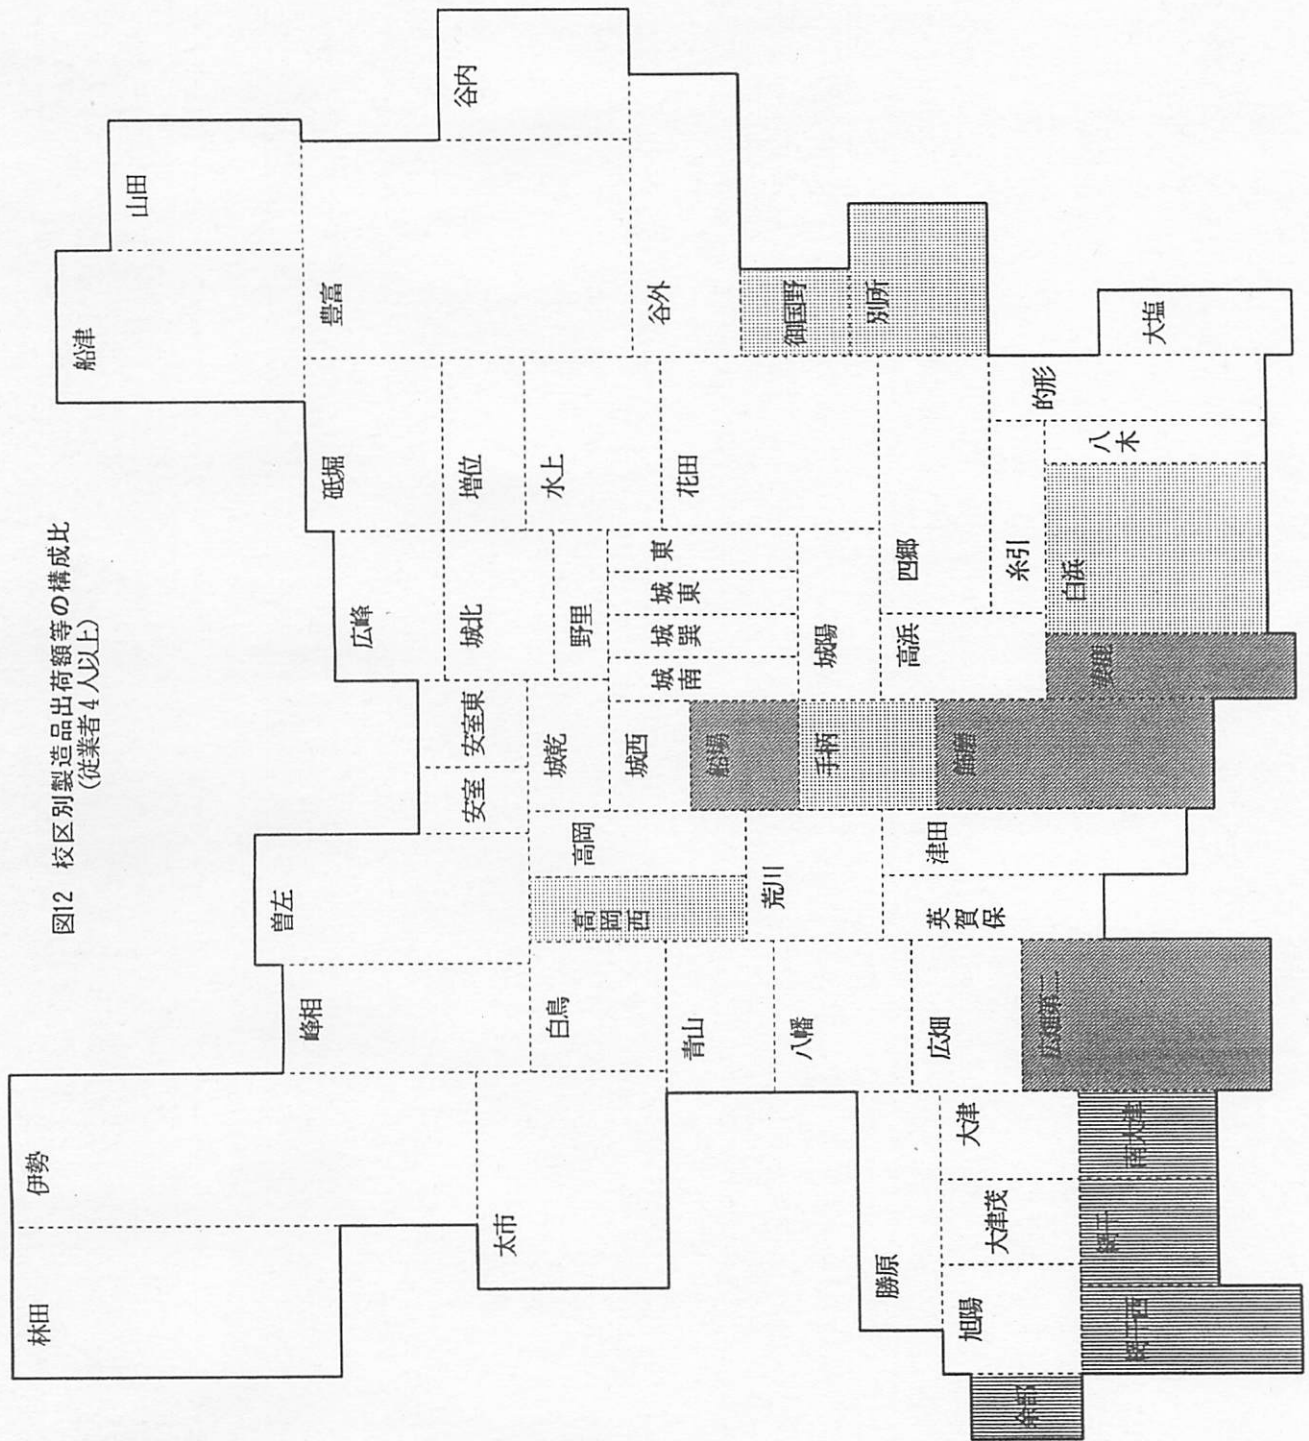 図12 校区別製造品出荷額等の構成比
(従業者4人以上)
林田
伊勢
太市
峰相
曽左
白鳥
青山
八幡
広畑
広畑第二
勝原
大津
大津茂
旭陽
南大津
網干
網干西
余部
安室
安室東
高岡
高岡西
荒川
津田
英賀保
広峰
城北
野里
城乾
城西
船場
手柄
飾磨
東
城東
城巽
城南
城陽
高浜
妻鹿
砥堀
増位
水上
花田
四郷
糸引
白浜
八木
的形
大塩
船津
山田
豊富
谷内
谷外
御国野
別所